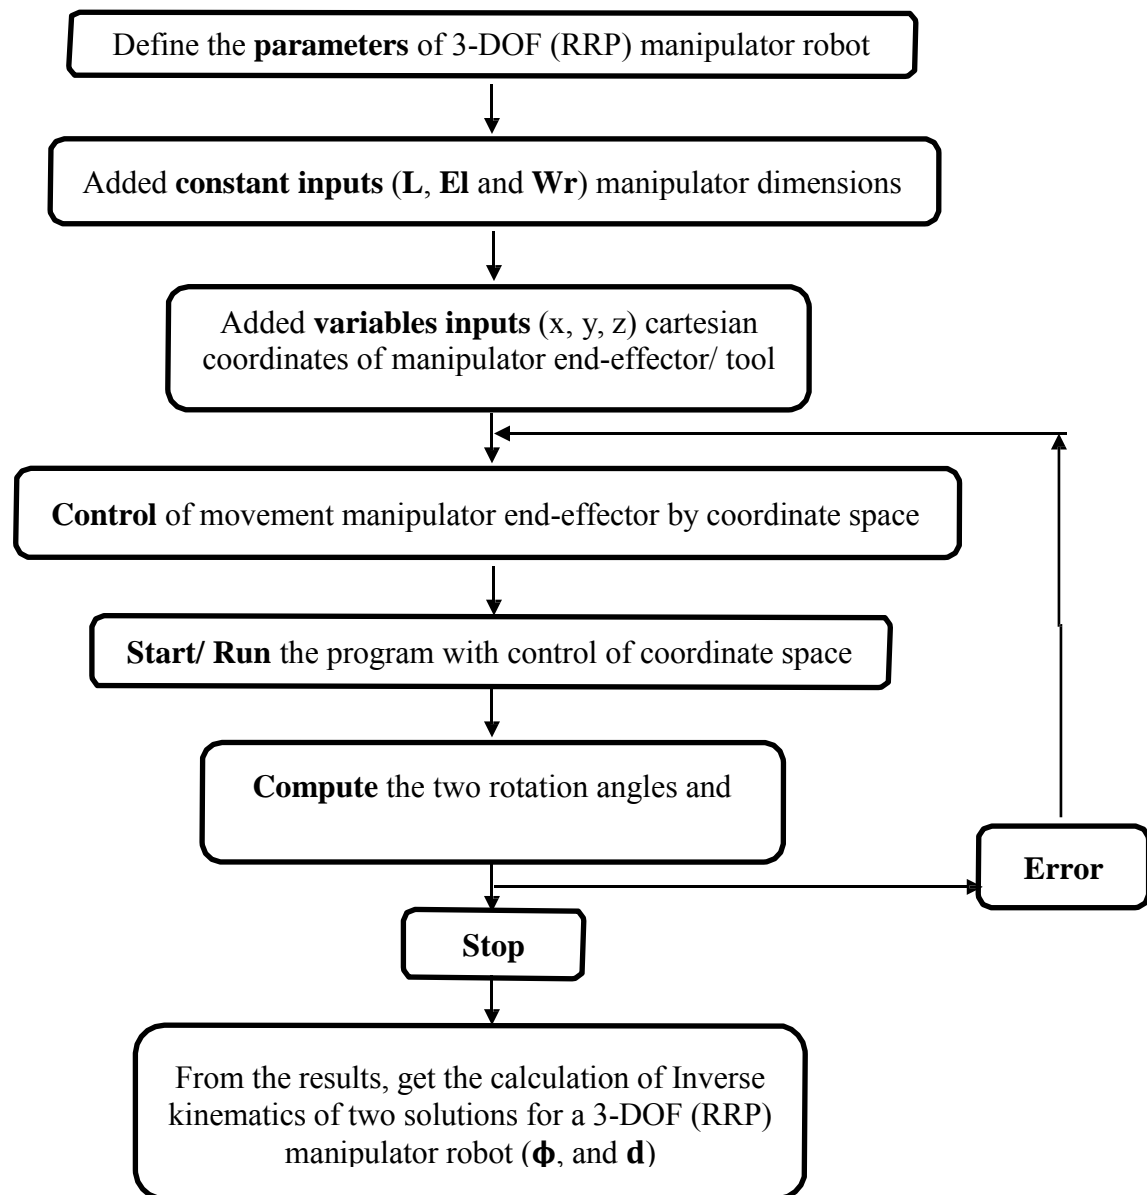 Define the parameters of 3-DOF (RRP) manipulator robot
Added constant inputs (L, El and Wr) manipulator dimensions
Added variables inputs (x, y, z) cartesian
coordinates of manipulator end-effector/ tool
Control of movement manipulator end-effector by coordinate space
Start/ Run the program with control of coordinate space
Compute the two rotation angles and
Error
Stop
From the results, get the calculation of Inverse
kinematics of two solutions for a 3-DOF (RRP)
manipulator robot (ϕ, and d)